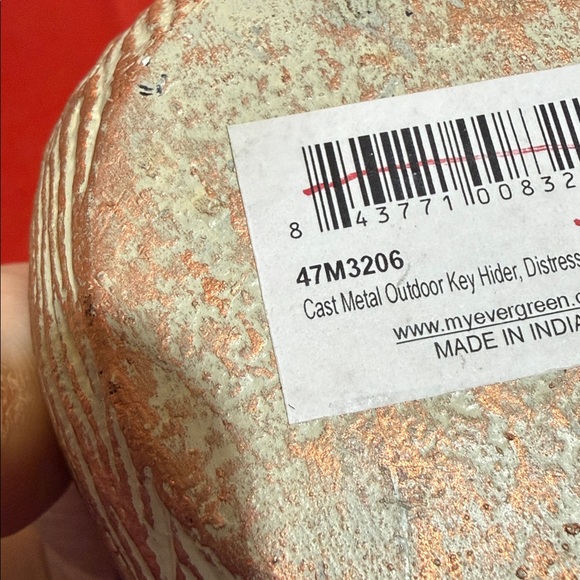 8 43771 00832
47M3206
Cast Metal Outdoor Key Hider, Distress
www.myevergreen.
MADE IN INDIA